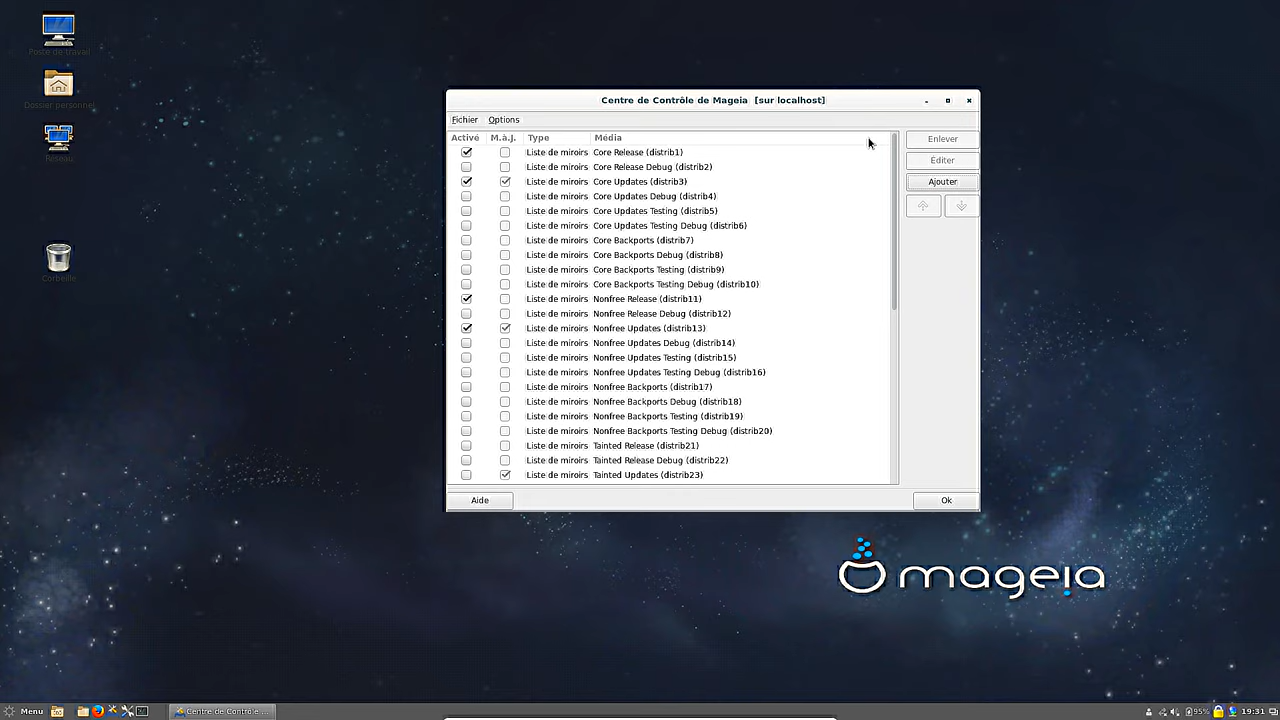 Poste de travail
Dossier personnel
Réseau
Corbeille
Centre de Contrôle de Mageia [sur localhost]
Fichier Options
Activé M.à.J. Type Média
Liste de miroirs Core Release (distrib1)
Liste de miroirs Core Release Debug (distrib2)
Liste de miroirs Core Updates (distrib3)
Liste de miroirs Core Updates Debug (distrib4)
Liste de miroirs Core Updates Testing (distrib5)
Liste de miroirs Core Updates Testing Debug (distrib6)
Liste de miroirs Core Backports (distrib7)
Liste de miroirs Core Backports Debug (distrib8)
Liste de miroirs Core Backports Testing (distrib9)
Liste de miroirs Core Backports Testing Debug (distrib10)
Liste de miroirs Nonfree Release (distrib11)
Liste de miroirs Nonfree Release Debug (distrib12)
Liste de miroirs Nonfree Updates (distrib13)
Liste de miroirs Nonfree Updates Debug (distrib14)
Liste de miroirs Nonfree Updates Testing (distrib15)
Liste de miroirs Nonfree Updates Testing Debug (distrib16)
Liste de miroirs Nonfree Backports (distrib17)
Liste de miroirs Nonfree Backports Debug (distrib18)
Liste de miroirs Nonfree Backports Testing (distrib19)
Liste de miroirs Nonfree Backports Testing Debug (distrib20)
Liste de miroirs Tainted Release (distrib21)
Liste de miroirs Tainted Release Debug (distrib22)
Liste de miroirs Tainted Updates (distrib23)
Enlever
Éditer
Ajouter
Aide
Ok
mageia
Menu
Centre de Contrôle ...
95%
19:31